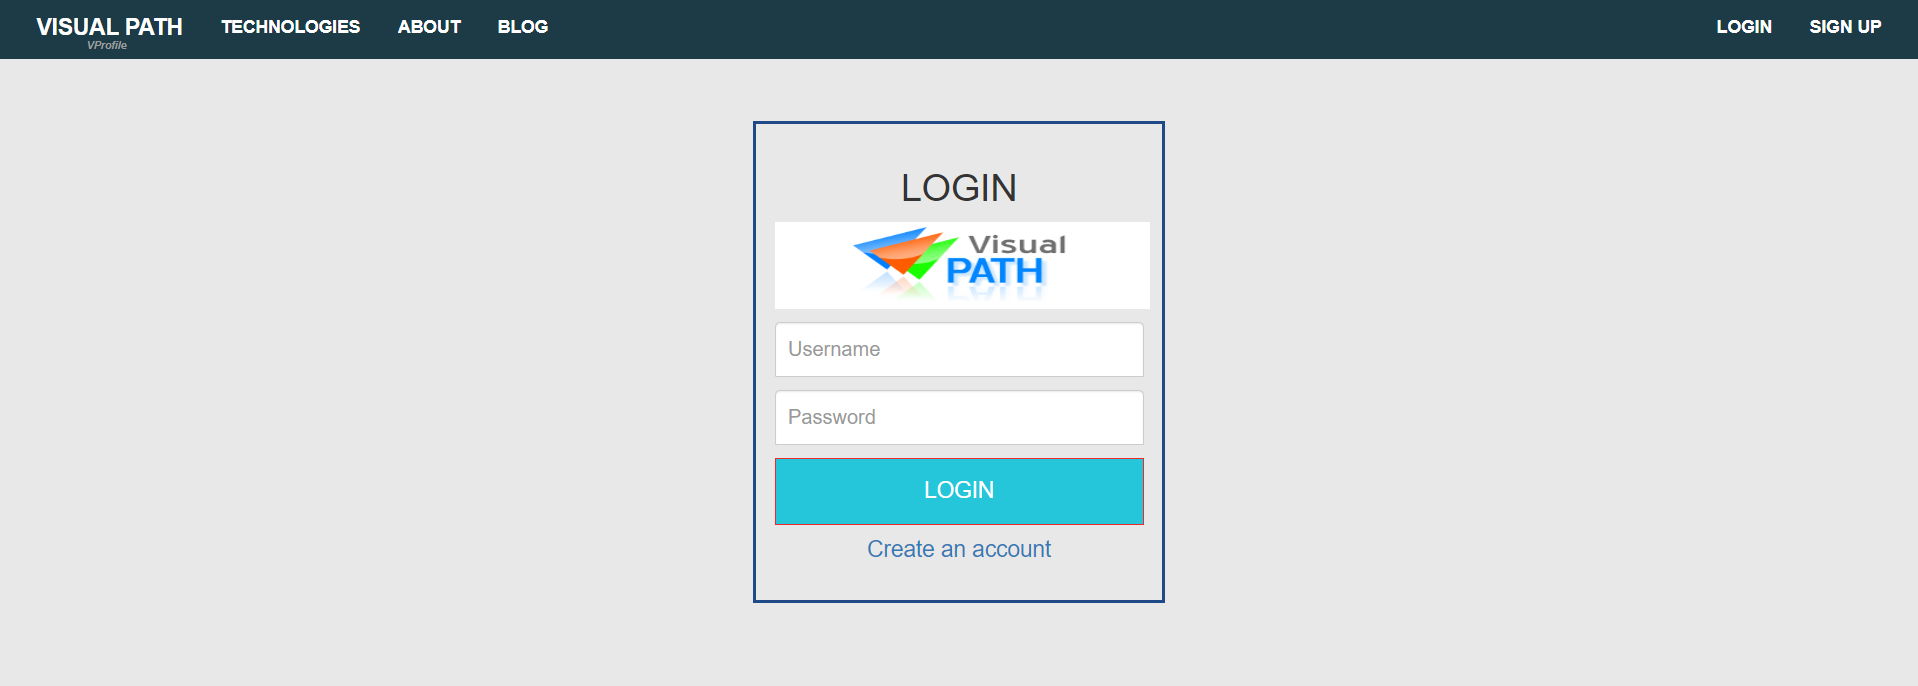 VISUAL PATH
VProfile
TECHNOLOGIES
ABOUT
BLOG
LOGIN
SIGN UP
LOGIN
Visual
PATH
Username
Password
LOGIN
Create an account